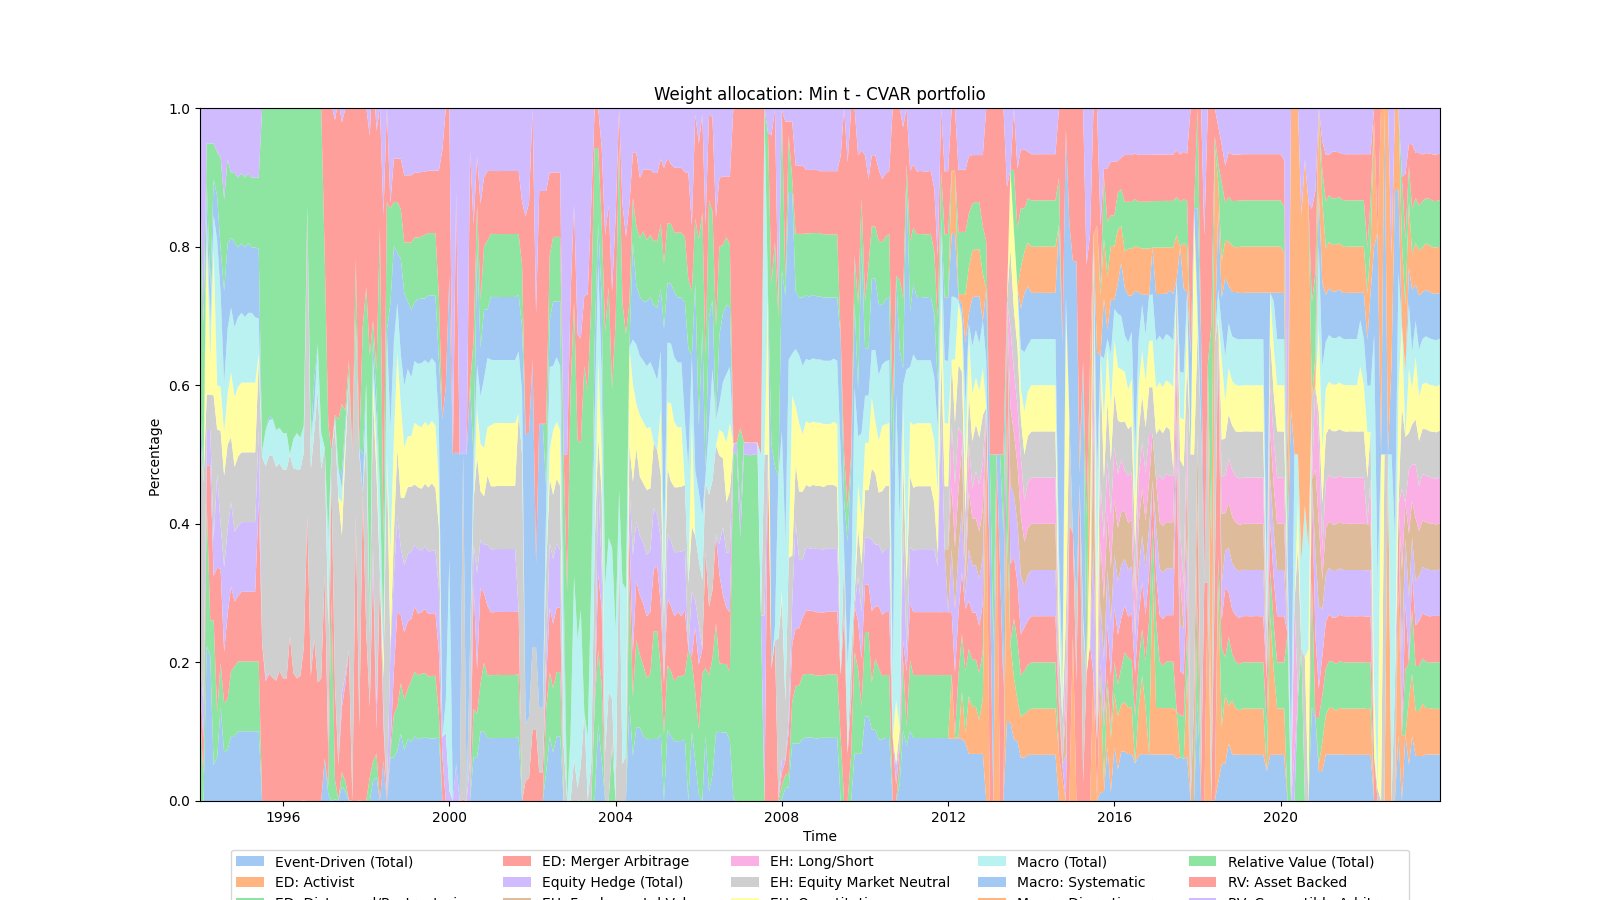 Weight allocation: Min t - CVAR portfolio
1.0
0.8
0.6
0.4
0.2
0.0
Percentage
1996 2000 2004 2008 2012 2016 2020
Time
Event-Driven (Total) ED: Merger Arbitrage EH: Long/Short Macro (Total) Relative Value (Total)
ED: Activist Equity Hedge (Total) EH: Equity Market Neutral Macro: Systematic RV: Asset Backed